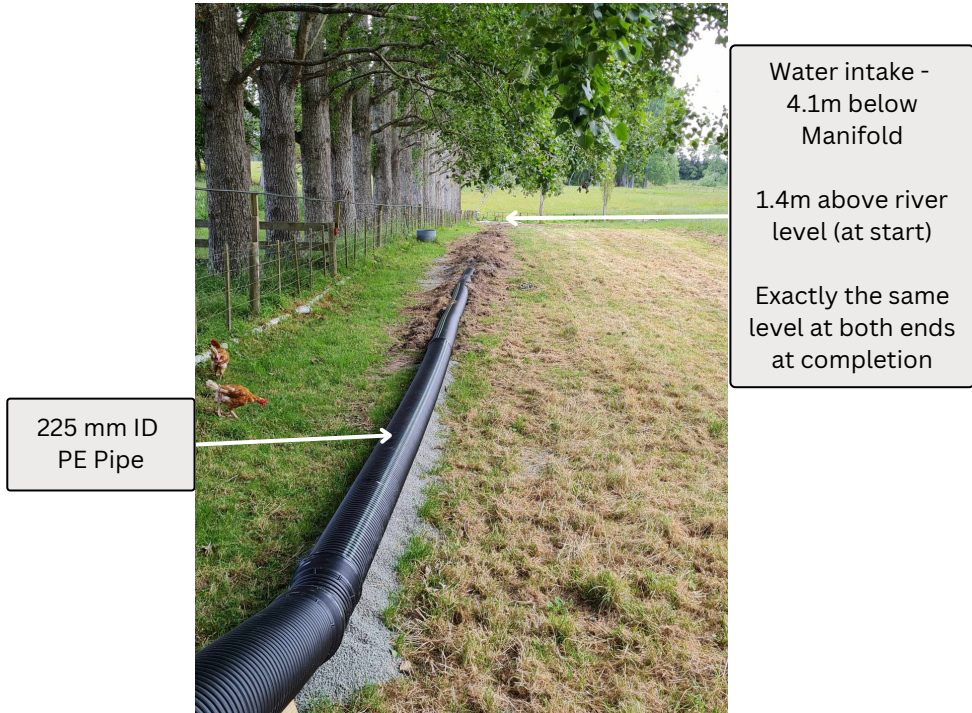 Water intake -
4.1m below
Manifold
1.4m above river
level (at start)
Exactly the same
level at both ends
at completion
225 mm ID
PE Pipe